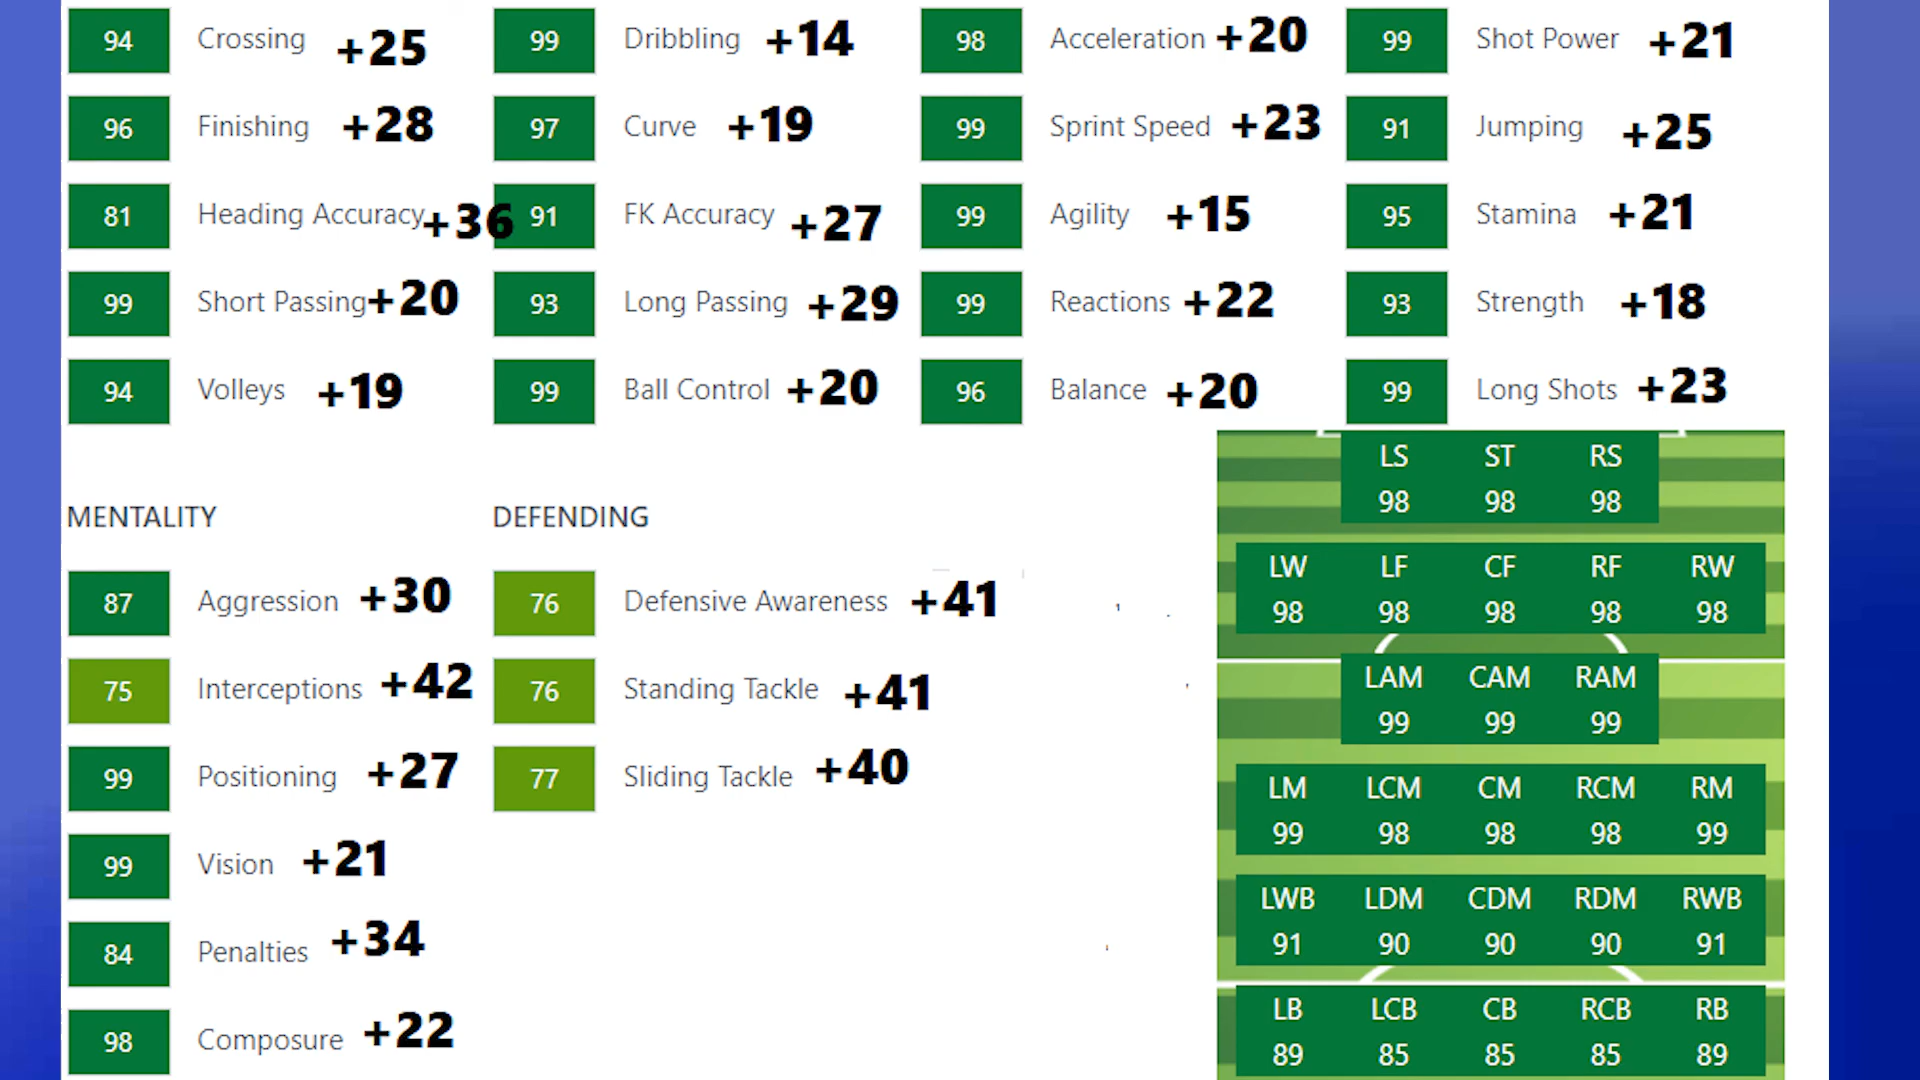 94 Crossing +25 99 Dribbling +14 98 Acceleration +20 99 Shot Power +21
96 Finishing +28 97 Curve +19 99 Sprint Speed +23 91 Jumping +25
81 Heading Accuracy +36 91 FK Accuracy +27 99 Agility +15 95 Stamina +21
99 Short Passing +20 93 Long Passing +29 99 Reactions +22 93 Strength +18
94 Volleys +19 99 Ball Control +20 96 Balance +20 99 Long Shots +23
MENTALITY DEFENDING
87 Aggression +30 76 Defensive Awareness +41
75 Interceptions +42 76 Standing Tackle +41
99 Positioning +27 77 Sliding Tackle +40
99 Vision +21
84 Penalties +34
98 Composure +22
LS ST RS
98 98 98
LW LF CF RF RW
98 98 98 98 98
LAM CAM RAM
99 99 99
LM LCM CM RCM RM
99 98 98 98 99
LWB LDM CDM RDM RWB
91 90 90 90 91
LB LCB CB RCB RB
89 85 85 85 89